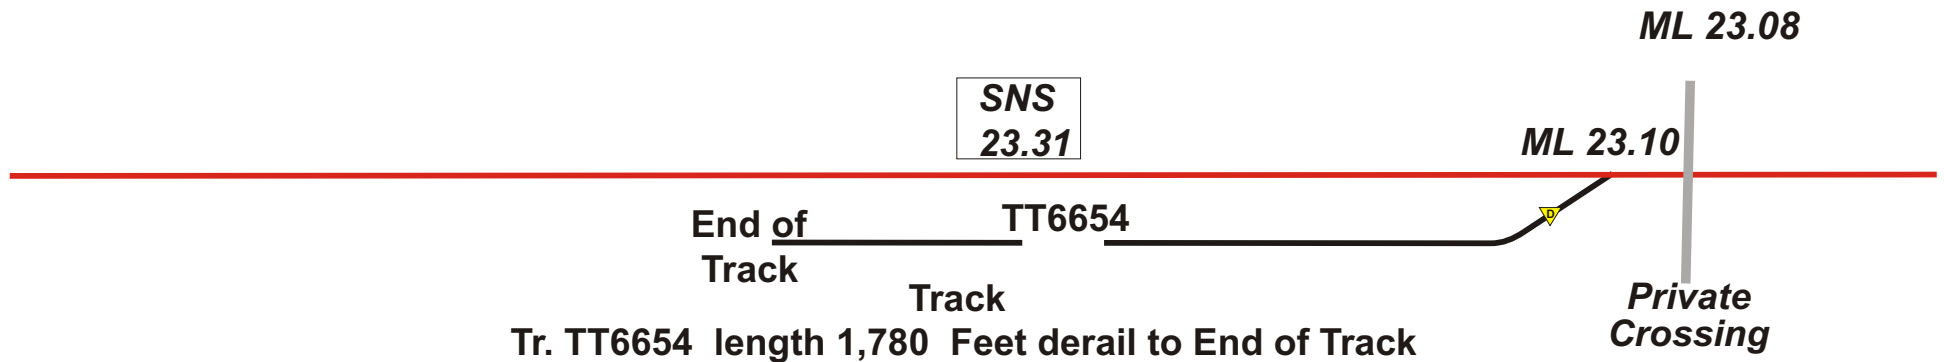 ML 23.08
SNS
23.31
ML 23.10
End of
Track
TT6654
D
Track
Tr. TT6654 length 1,780 Feet derail to End of Track
Private
Crossing